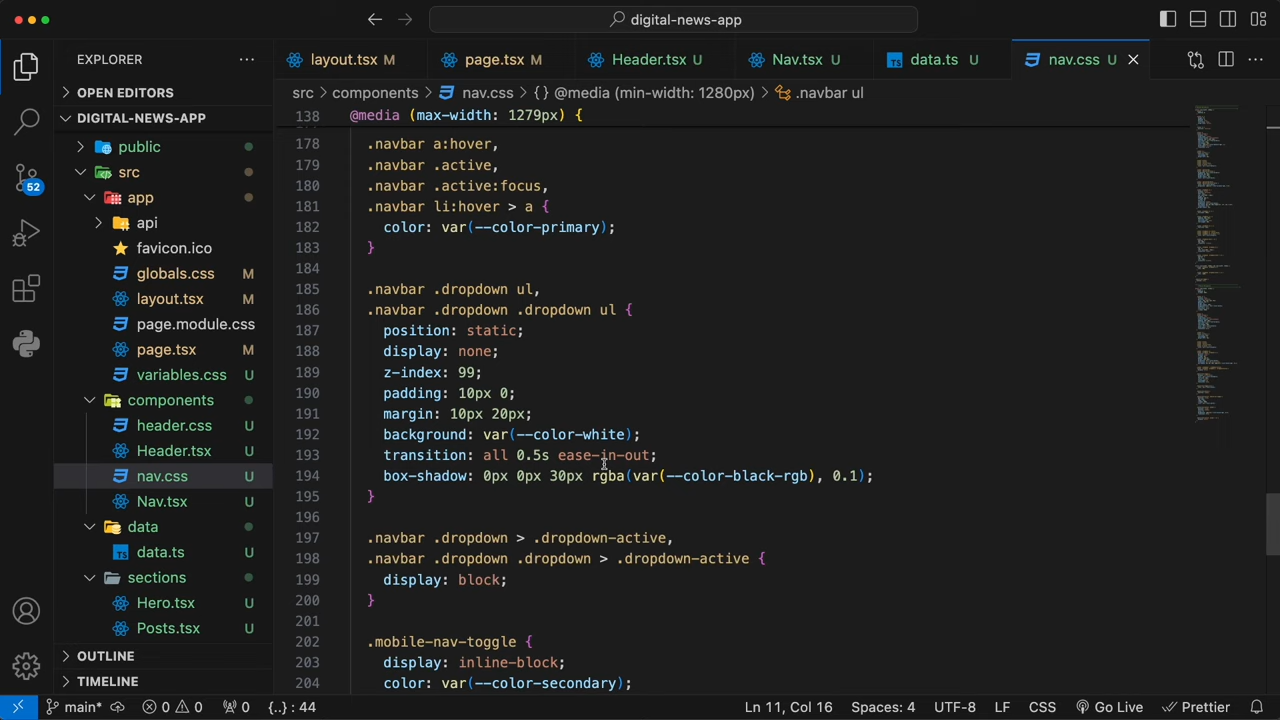 digital-news-app
EXPLORER
OPEN EDITORS
DIGITAL-NEWS-APP
public
src
app
api
favicon.ico
globals.css M
layout.tsx M
page.module.css
page.tsx M
variables.css U
components
header.css U
Header.tsx U
nav.css U
Nav.tsx U
data
data.ts U
sections
Hero.tsx U
Posts.tsx U
OUTLINE
TIMELINE
52
layout.tsx M page.tsx M Header.tsx U Nav.tsx U data.ts U nav.css U
src > components > nav.css > {} @media (min-width: 1280px) > .navbar ul
138 @media (max-width: 1279px) {
178 .navbar a:hover,
179 .navbar .active,
180 .navbar .active:focus,
181 .navbar li:hover > a {
182 color: var(--color-primary);
183 }
184
185 .navbar .dropdown ul,
186 .navbar .dropdown .dropdown ul {
187 position: static;
188 display: none;
189 z-index: 99;
190 padding: 10px 0;
191 margin: 10px 20px;
192 background: var(--color-white);
193 transition: all 0.5s ease-in-out;
194 box-shadow: 0px 0px 30px rgba(var(--color-black-rgb), 0.1);
195 }
196
197 .navbar .dropdown > .dropdown-active,
198 .navbar .dropdown .dropdown > .dropdown-active {
199 display: block;
200 }
201
202 .mobile-nav-toggle {
203 display: inline-block;
204 color: var(--color-secondary);
main* 0 0 0 {..} : 44 Ln 11, Col 16 Spaces: 4 UTF-8 LF CSS Go Live Prettier